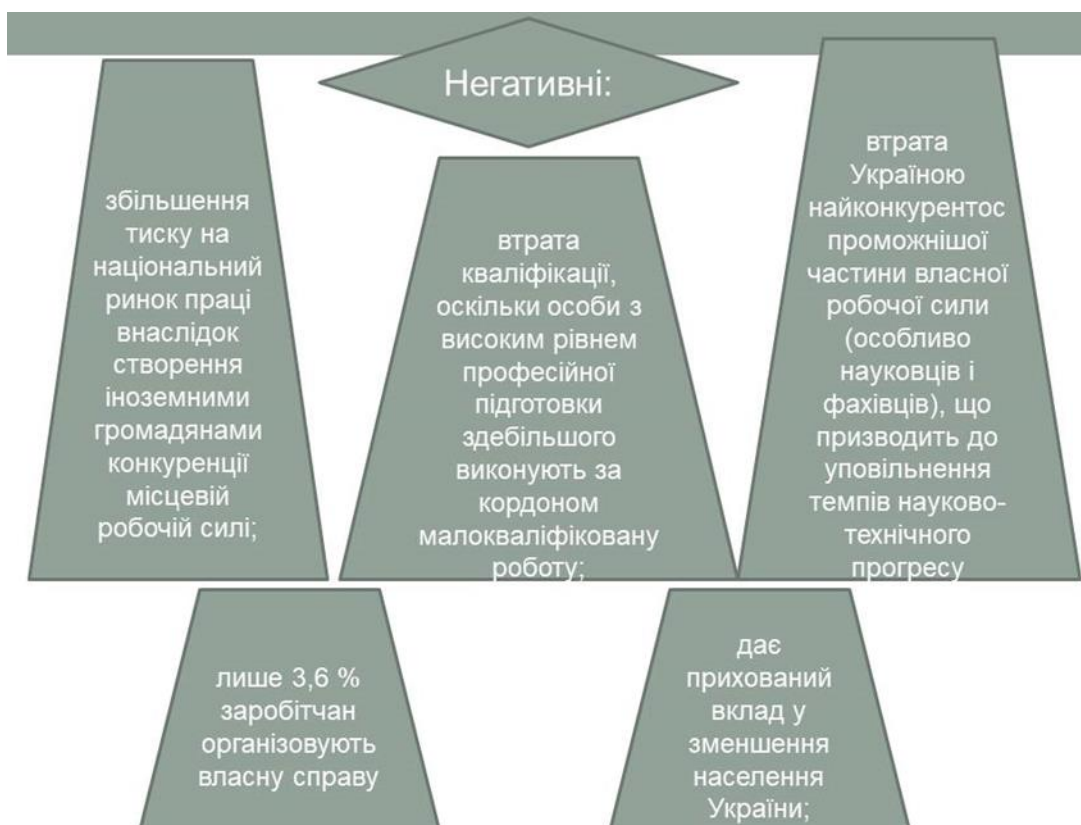 Негативні:
збільшення
тиску на
національний
ринок праці
внаслідок
створення
іноземними
громадянами
конкуренції
місцевій
робочій силі;
втрата
кваліфікації,
оскільки особи з
високим рівнем
професійної
підготовки
здебільшого
виконують за
кордоном
малокваліфіковану
роботу;
втрата
Україною
найконкурентос
проможнішої
частини власної
робочої сили
(особливо
науковців і
фахівців), що
призводить до
уповільнення
темпів науково-
технічного
прогресу
лише 3,6 %
заробітчан
організовують
власну справу
дає
прихований
вклад у
зменшення
населення
України;